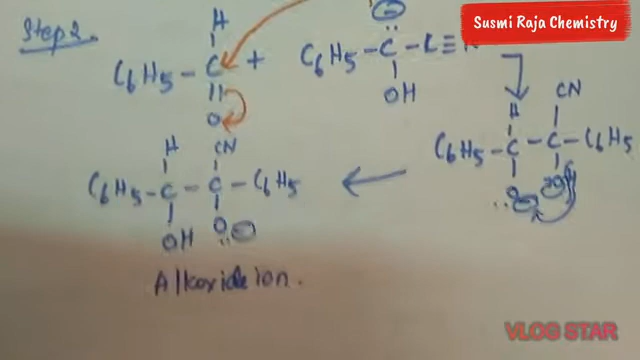 Susmi Raja Chemistry
Step 2.
H
C6H5 - C + C6H5 - C - C ≡ N
O OH
CN
H
C6H5 - C - C - C6H5
H CN
C6H5 - C - C - C6H5
OH O
Alkoxide ion.
VLOG STAR